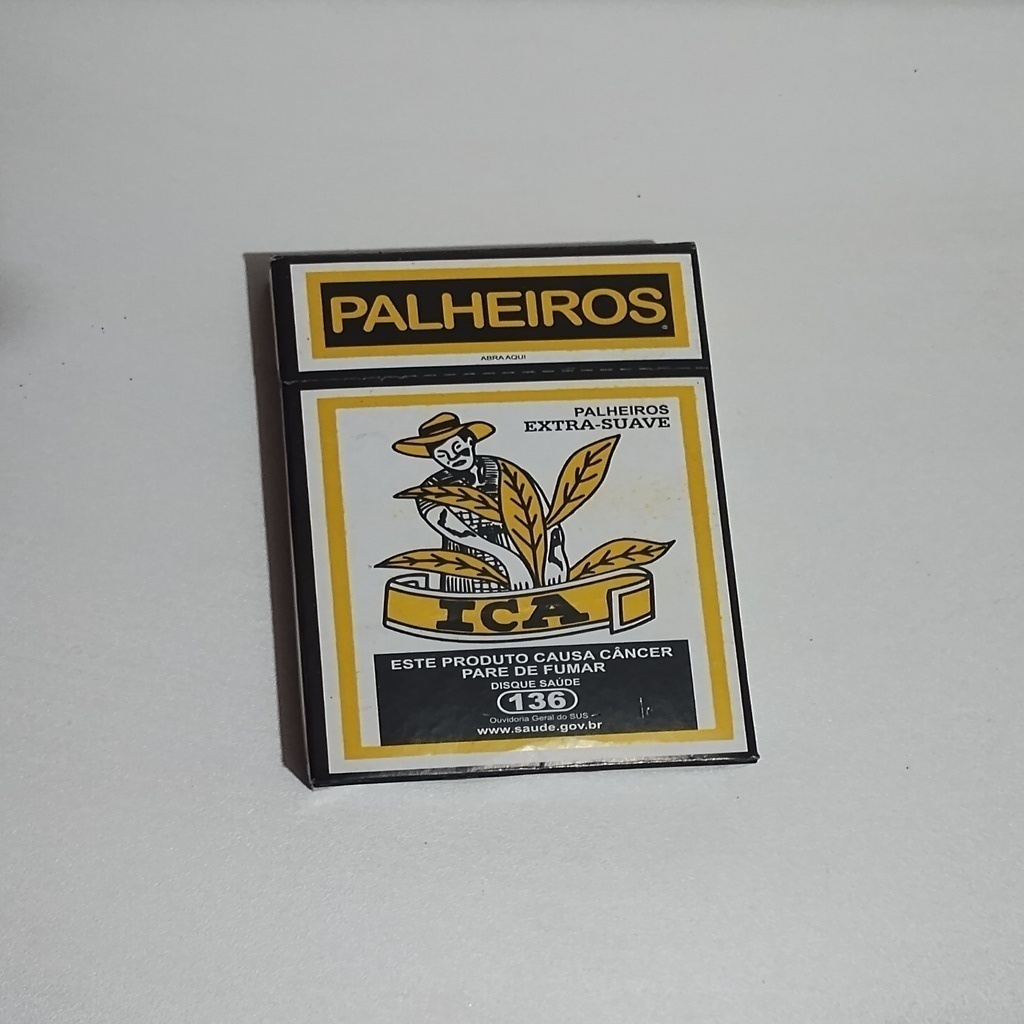 PALHEIROS
ABRA AQUI
PALHEIROS
EXTRA-SUAVE
ICA
ESTE PRODUTO CAUSA CÂNCER
PARE DE FUMAR
DISQUE SAÚDE
136
Ouvidoria Geral do SUS
www.saude.gov.br